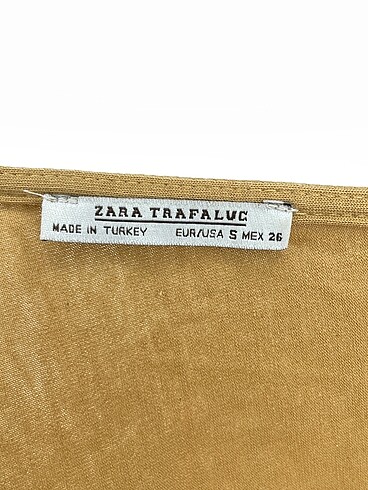 ZARA TRAFALUC
MADE IN TURKEY EUR/USA S MEX 26